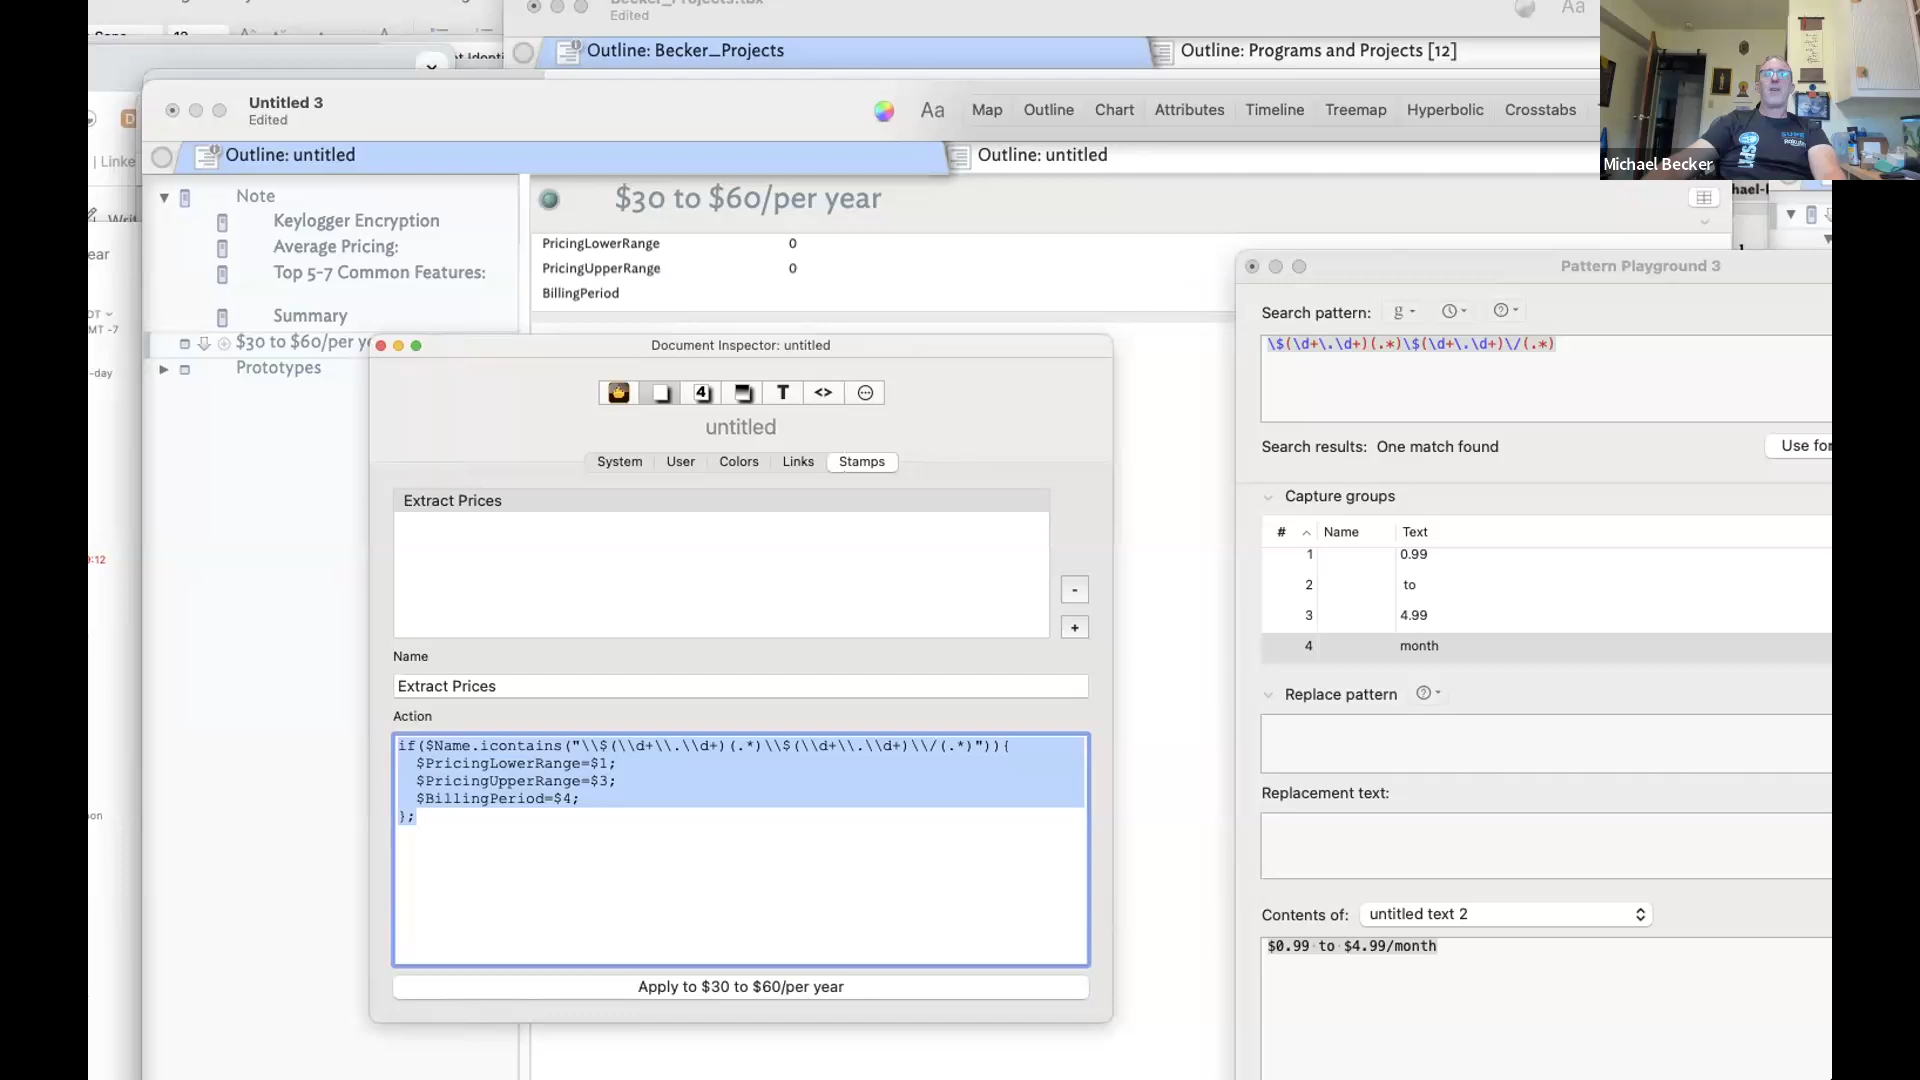 Edited
Outline: Becker_Projects
Outline: Programs and Projects [12]
Aa
Untitled 3
Edited
Aa
Map
Outline
Chart
Attributes
Timeline
Treemap
Hyperbolic
Crosstabs
Michael Becker
Outline: untitled
Outline: untitled
Note
Keylogger Encryption
Average Pricing:
Top 5-7 Common Features:
Summary
$30 to $60/per ye
Prototypes
$30 to $60/per year
PricingLowerRange 0
PricingUpperRange 0
BillingPeriod
Document Inspector: untitled
untitled
System
User
Colors
Links
Stamps
Extract Prices
-
+
Name
Extract Prices
Action
if($Name.icontains("\\$(\\d+\\.\\d+)(.*)\\$(\\d+\\.\\d+)\\/(.*)")){
$PricingLowerRange=$1;
$PricingUpperRange=$3;
$BillingPeriod=$4;
};
Apply to $30 to $60/per year
Pattern Playground 3
Search pattern:
g
\$(\d+\.\d+)(.*)\$(\d+\.\d+)\/(.*)
Search results: One match found
Use for
Capture groups
# Name Text
1 0.99
2 to
3 4.99
4 month
Replace pattern
Replacement text:
Contents of: untitled text 2
$0.99 to $4.99/month